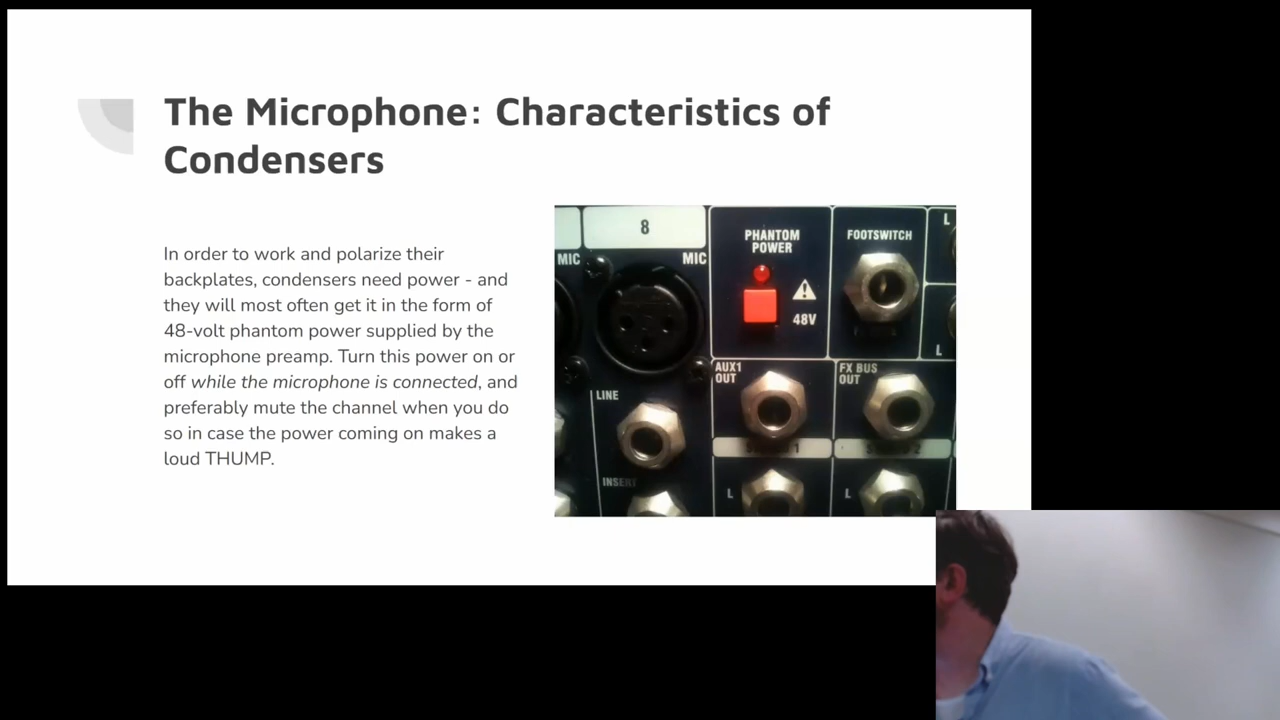 The Microphone: Characteristics of
Condensers
In order to work and polarize their
backplates, condensers need power - and
they will most often get it in the form of
48-volt phantom power supplied by the
microphone preamp. Turn this power on or
off while the microphone is connected, and
preferably mute the channel when you do
so in case the power coming on makes a
loud THUMP.
8
MIC
MIC
PHANTOM
POWER
48V
FOOTSWITCH
L
L
LINE
AUX1
OUT
FX BUS
OUT
INSERT
L
L